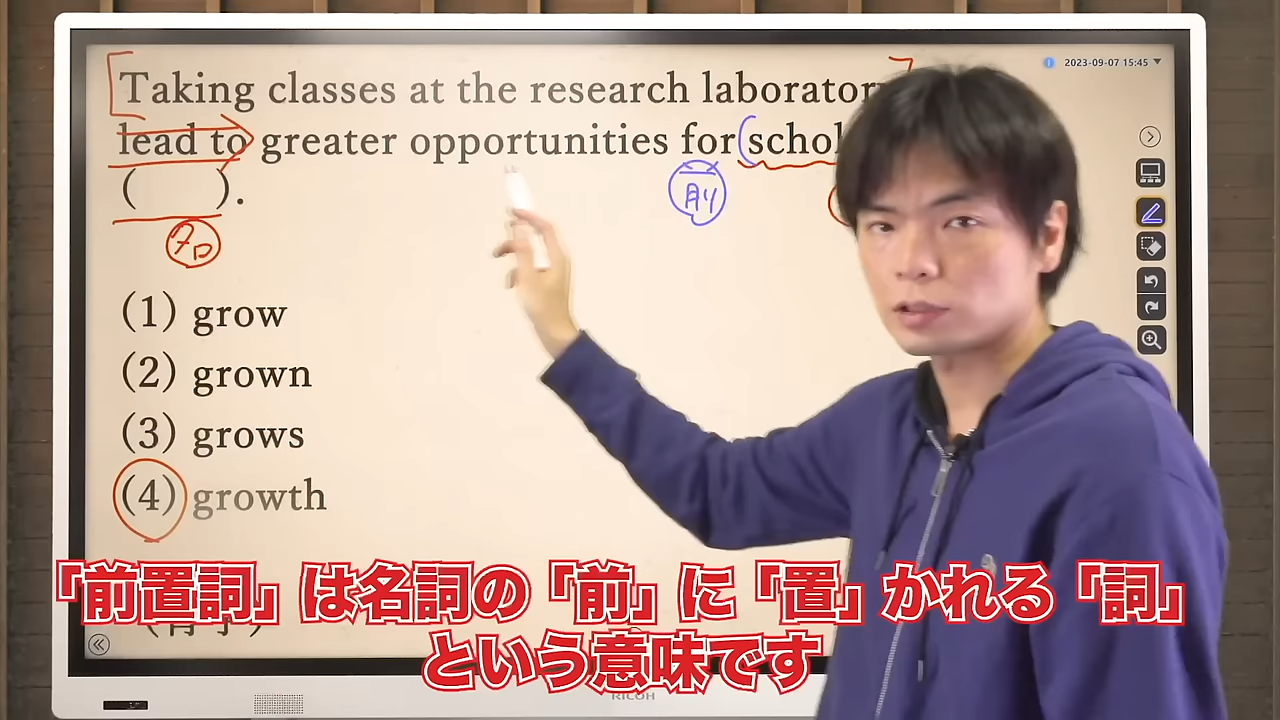 Taking classes at the research laboratory
2023-09-07 15:45
lead to greater opportunities for
( ).
前
名
(1) grow
(2) grown
(3) grows
(4) growth
「前置詞」は名詞の「前」に「置」かれる「詞」
という意味です
RICOH